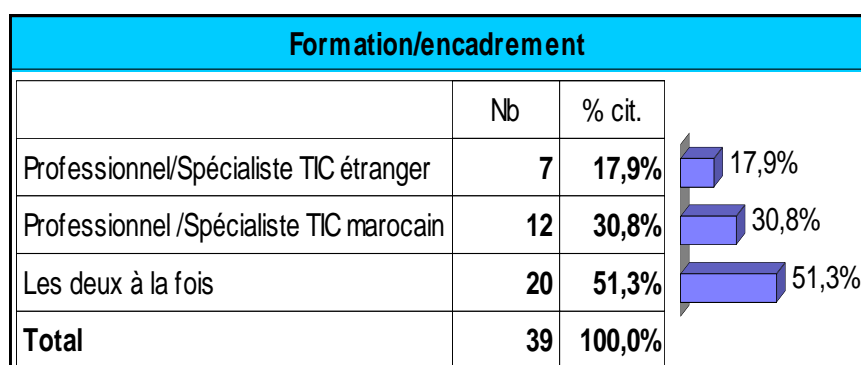 Formation/encadrement
Nb % cit.
Professionnel/Spécialiste TIC étranger 7 17,9% 17,9%
Professionnel /Spécialiste TIC marocain 12 30,8% 30,8%
Les deux à la fois 20 51,3% 51,3%
Total 39 100,0%